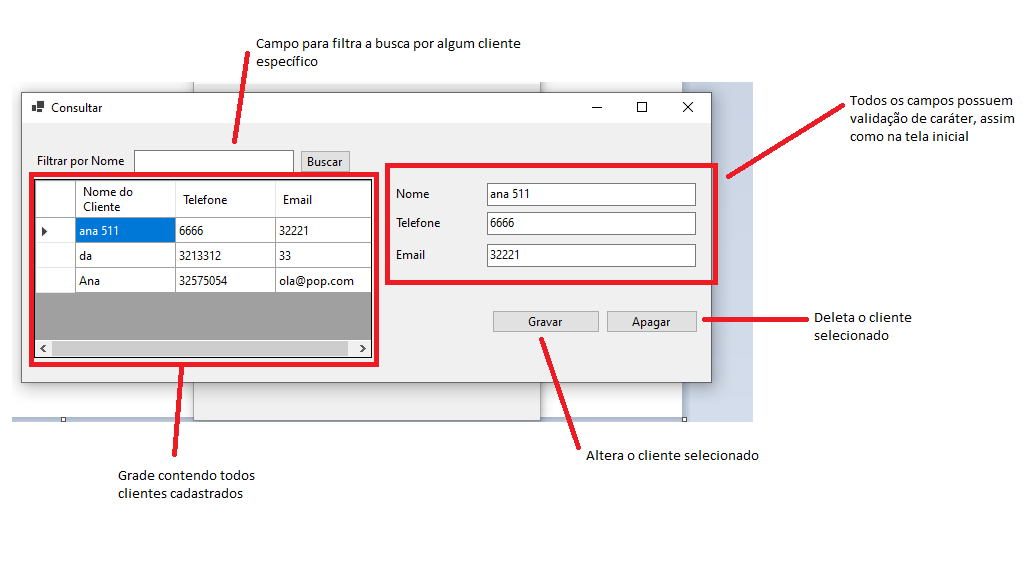 Campo para filtra a busca por algum cliente
específico
Todos os campos possuem
validação de caráter, assim
como na tela inicial
Consultar
Filtrar por Nome
Buscar
Nome do
Cliente
Telefone
Email
ana 511
6666
32221
da
3213312
33
Ana
32575054
ola@pop.com
Nome
ana 511
Telefone
6666
Email
32221
Gravar
Apagar
Deleta o cliente
selecionado
Altera o cliente selecionado
Grade contendo todos
clientes cadastrados